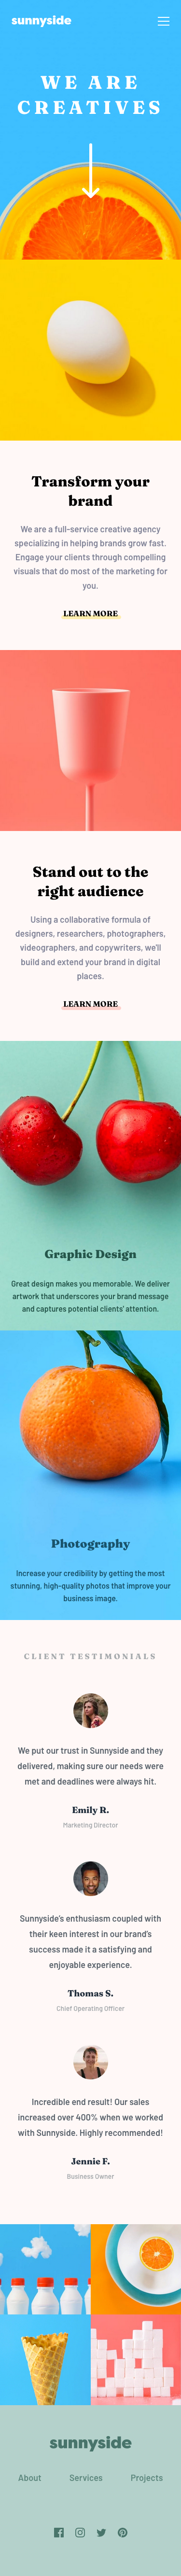 sunnyside
WE ARE
CREATIVES
Transform your
brand
We are a full-service creative agency
specializing in helping brands grow fast.
Engage your clients through compelling
visuals that do most of the marketing for
you.
LEARN MORE
Stand out to the
right audience
Using a collaborative formula of
designers, researchers, photographers,
videographers, and copywriters, we'll
build and extend your brand in digital
places.
LEARN MORE
Graphic Design
Great design makes you memorable. We deliver
artwork that underscores your brand message
and captures potential clients' attention.
Photography
Increase your credibility by getting the most
stunning, high-quality photos that improve your
business image.
CLIENT TESTIMONIALS
We put our trust in Sunnyside and they
delivered, making sure our needs were
met and deadlines were always hit.
Emily R.
Marketing Director
Sunnyside's enthusiasm coupled with
their keen interest in our brand's
success made it a satisfying and
enjoyable experience.
Thomas S.
Chief Operating Officer
Incredible end result! Our sales
increased over 400% when we worked
with Sunnyside. Highly recommended!
Jennie F.
Business Owner
sunnyside
About Services Projects